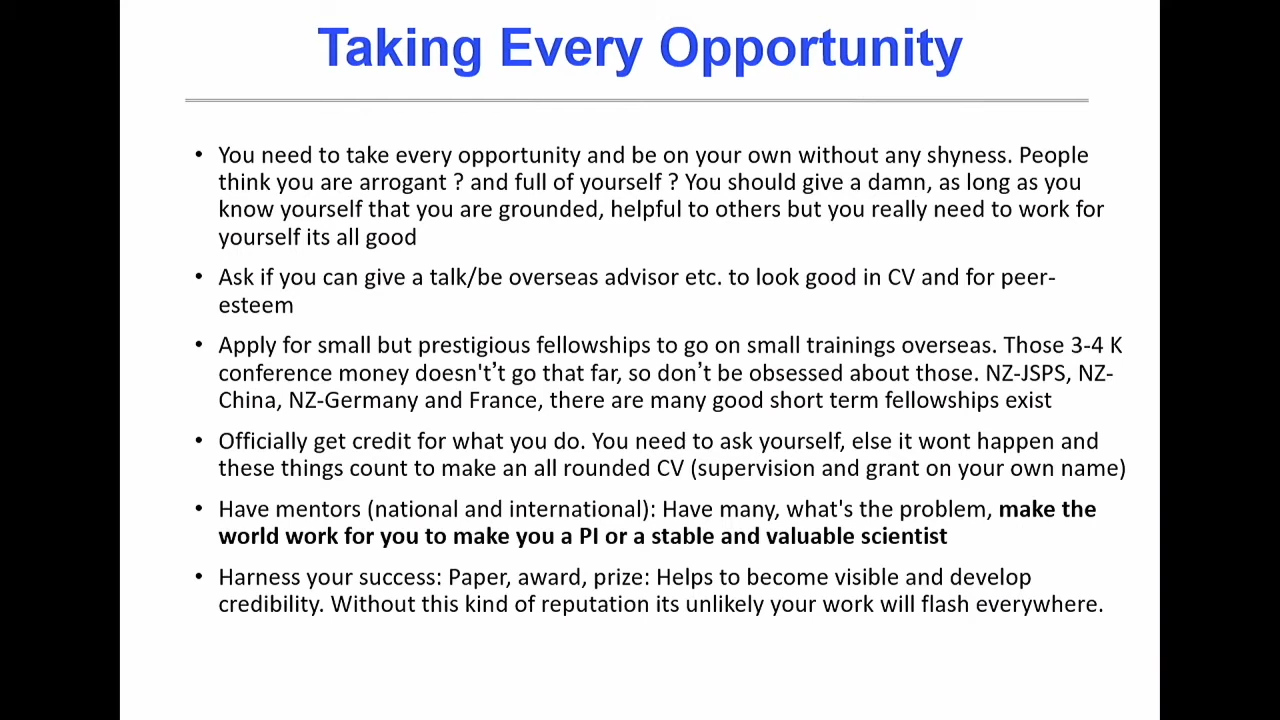 Taking Every Opportunity
• You need to take every opportunity and be on your own without any shyness. People
think you are arrogant ? and full of yourself ? You should give a damn, as long as you
know yourself that you are grounded, helpful to others but you really need to work for
yourself its all good
• Ask if you can give a talk/be overseas advisor etc. to look good in CV and for peer-
esteem
• Apply for small but prestigious fellowships to go on small trainings overseas. Those 3-4 K
conference money doesn't’t go that far, so don’t be obsessed about those. NZ-JSPS, NZ-
China, NZ-Germany and France, there are many good short term fellowships exist
• Officially get credit for what you do. You need to ask yourself, else it wont happen and
these things count to make an all rounded CV (supervision and grant on your own name)
• Have mentors (national and international): Have many, what's the problem, make the
world work for you to make you a PI or a stable and valuable scientist
• Harness your success: Paper, award, prize: Helps to become visible and develop
credibility. Without this kind of reputation its unlikely your work will flash everywhere.